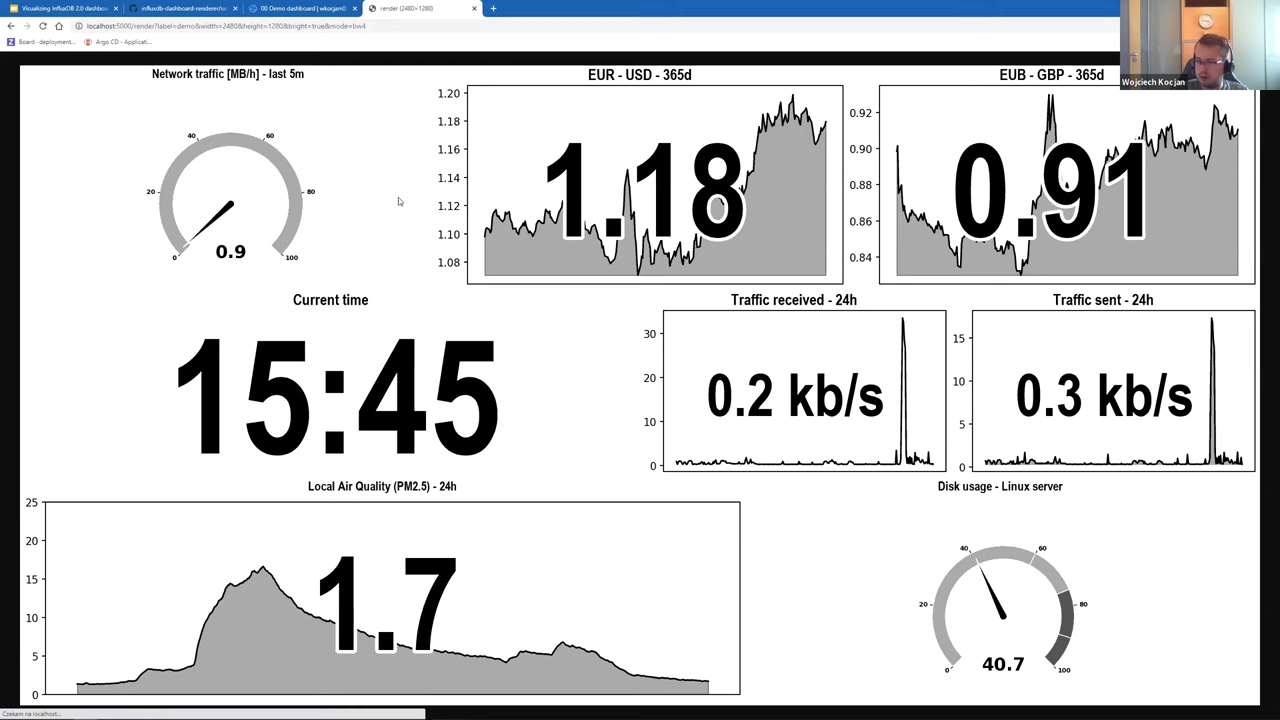 Visualizing InfluxDB 2.0 dashboa
influxdb-dashboard-renderer/se
00 Demo dashboard | wkocjan@
render (2480×1280)
localhost:5000/render?label=demo&width=2480&height=1280&bright=true&mode=bw4
Board - deployment...
Argo CD - Applicati...
Wojciech Kocjan
Network traffic [MB/h] - last 5m
EUR - USD - 365d
EUB - GBP - 365d
0
20
40
60
80
100
0.9
1.20
1.18
1.16
1.14
1.12
1.10
1.08
1.18
0.92
0.90
0.88
0.86
0.84
0.91
Current time
Traffic received - 24h
Traffic sent - 24h
15:45
30
20
10
0
0.2 kb/s
15
10
5
0
0.3 kb/s
Local Air Quality (PM2.5) - 24h
Disk usage - Linux server
25
20
15
10
5
0
1.7
0
20
40
60
80
100
40.7
Czekam na localhost...